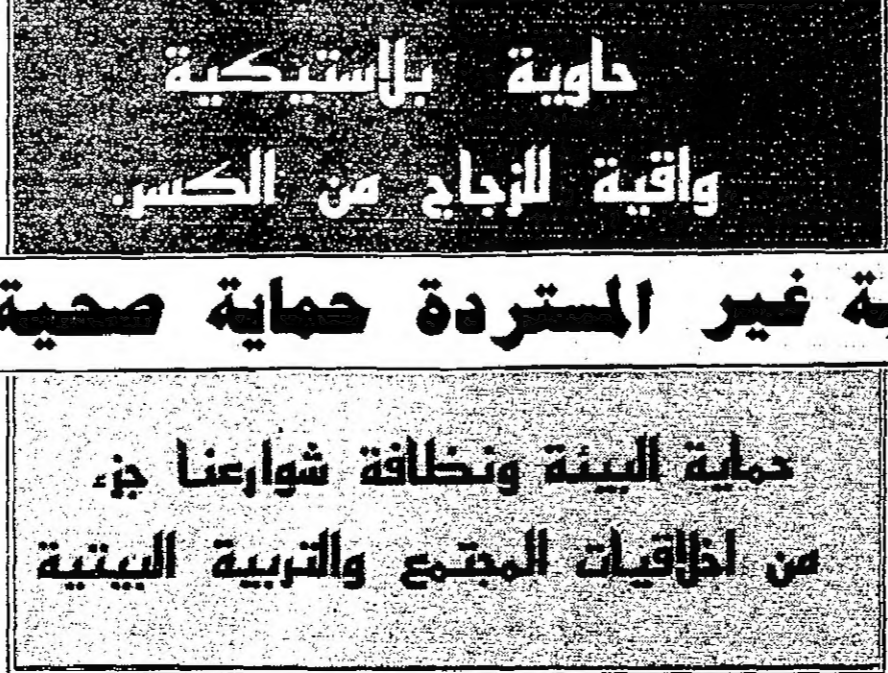 حاوية بلاستيكية
واقية للزجاج من الكسر.
غير المستردة حماية صحية
حماية البيئة ونظافة شوارعنا جزء
من اخلاقيات المجتمع والتربية البيتية